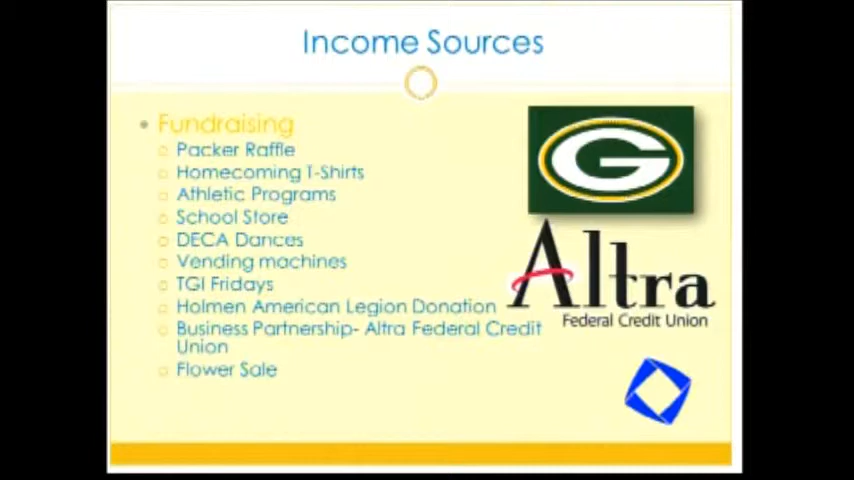 Income Sources
Fundraising
Packer Raffle
Homecoming T-Shirts
Athletic Programs
School Store
DECA Dances
Vending machines
TGI Fridays
Holmen American Legion Donation
Business Partnership- Altra Federal Credit
Union
Flower Sale
G
Altra
Federal Credit Union